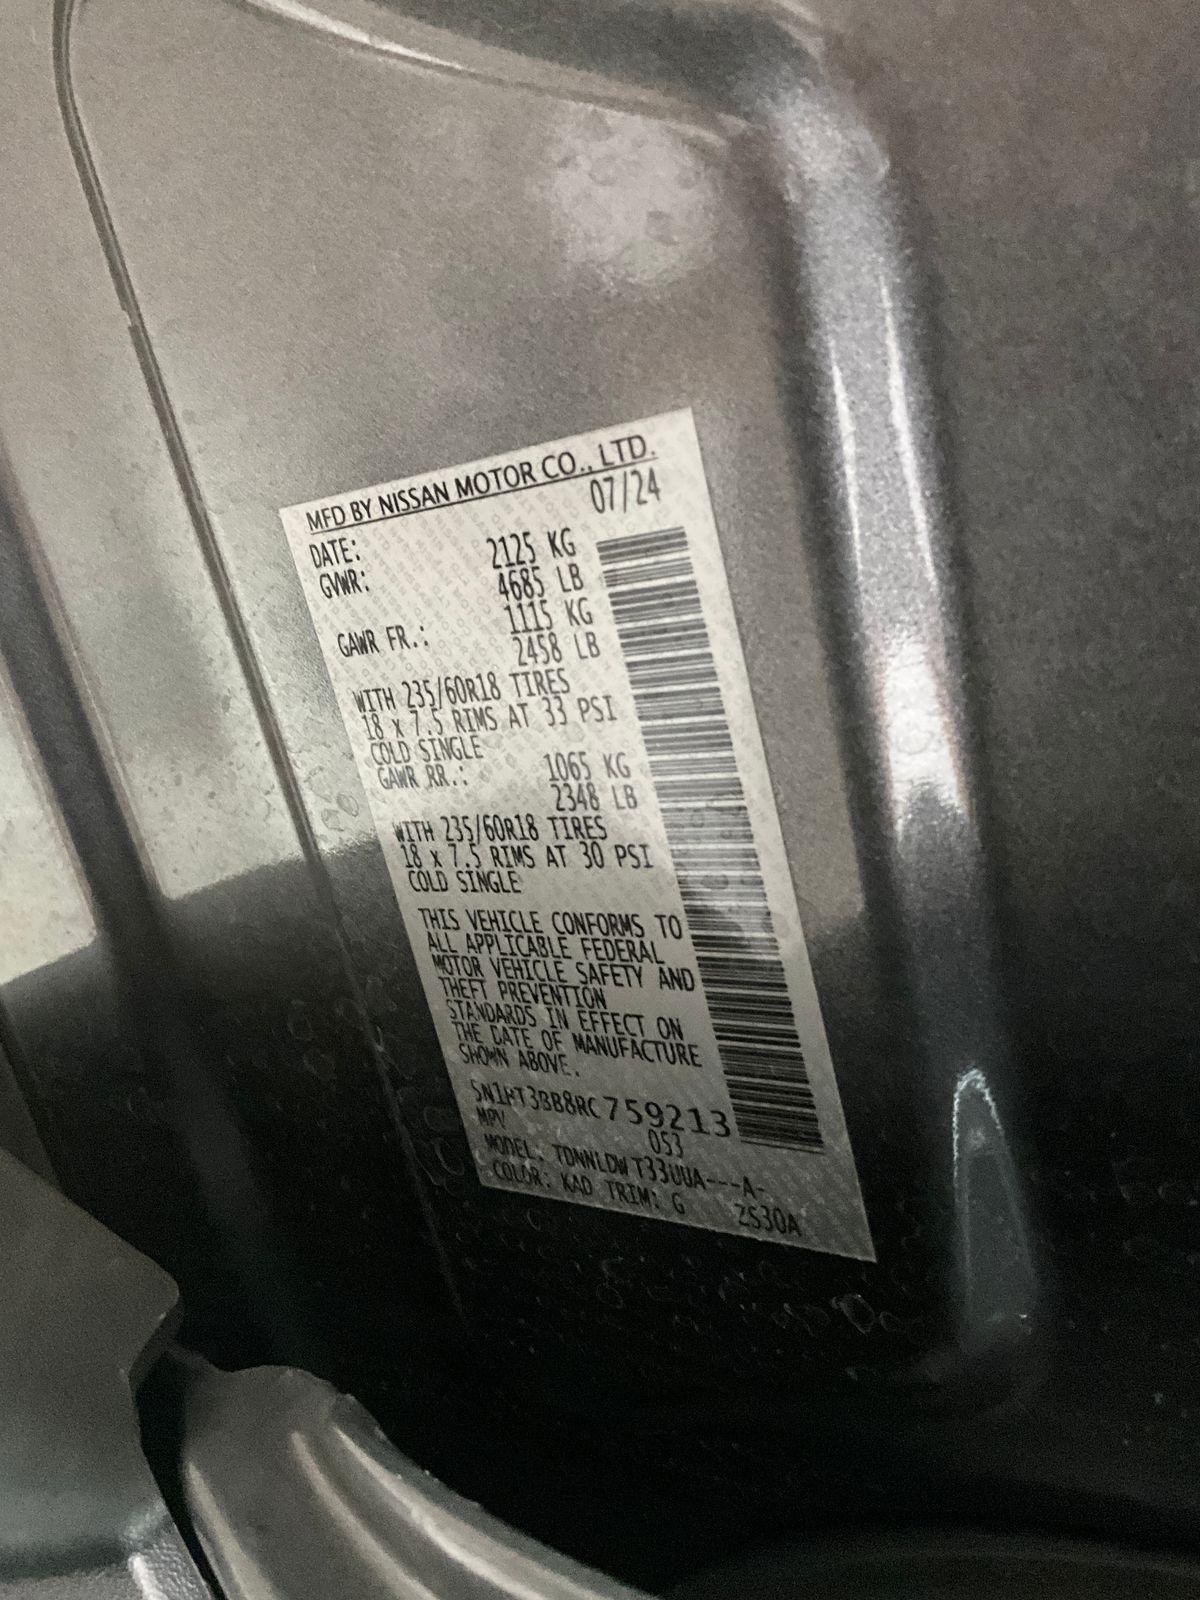 MFD BY NISSAN MOTOR CO., LTD.
DATE: 07/24
GVWR: 2125 KG
4685 LB
GAWR FR.: 1115 KG
2458 LB
WITH 235/60R18 TIRES
18 x 7.5 RIMS AT 33 PSI
COLD SINGLE
GAWR RR.: 1065 KG
2348 LB
WITH 235/60R18 TIRES
18 x 7.5 RIMS AT 30 PSI
COLD SINGLE
THIS VEHICLE CONFORMS TO
ALL APPLICABLE FEDERAL
MOTOR VEHICLE SAFETY AND
THEFT PREVENTION
STANDARDS IN EFFECT ON
THE DATE OF MANUFACTURE
SHOWN ABOVE.
5N1BT3BB8RC759213
MPV 053
MODEL: TDNNLDWT33UUA---A-
COLOR: KAD TRIM: G ZS30A